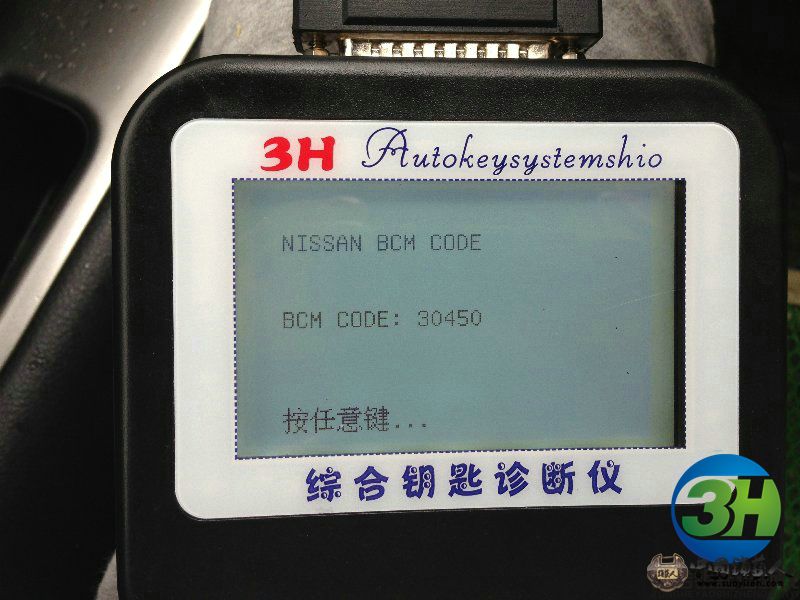 3H Autokeysystemshio
NISSAN BCM CODE
BCM CODE: 30450
按任意键...
综合钥匙诊断仪
3H